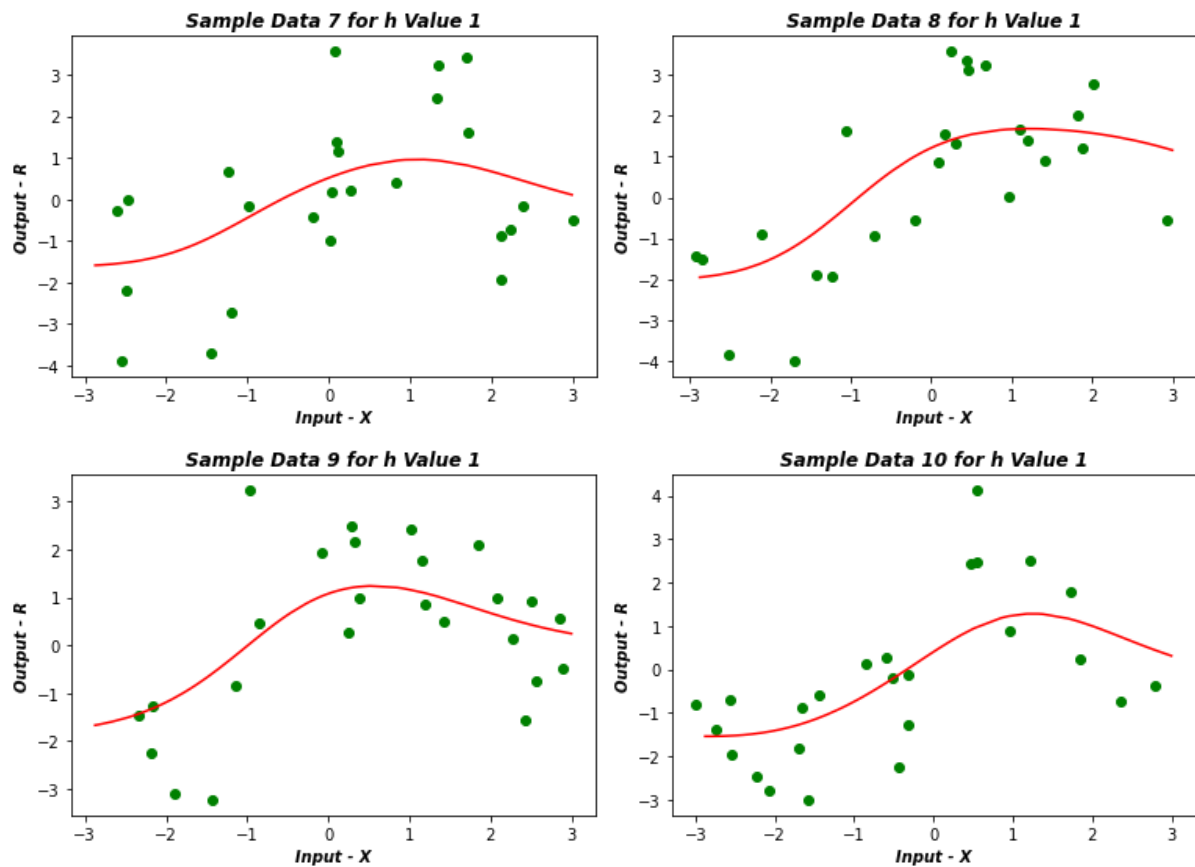 Sample Data 7 for h Value 1
3
2
1
0
−1
−2
−3
−4
Output - R
−3 −2 −1 0 1 2 3
Input - X
Sample Data 8 for h Value 1
3
2
1
0
−1
−2
−3
−4
Output - R
−3 −2 −1 0 1 2 3
Input - X
Sample Data 9 for h Value 1
3
2
1
0
−1
−2
−3
Output - R
−3 −2 −1 0 1 2 3
Input - X
Sample Data 10 for h Value 1
4
3
2
1
0
−1
−2
−3
Output - R
−3 −2 −1 0 1 2 3
Input - X